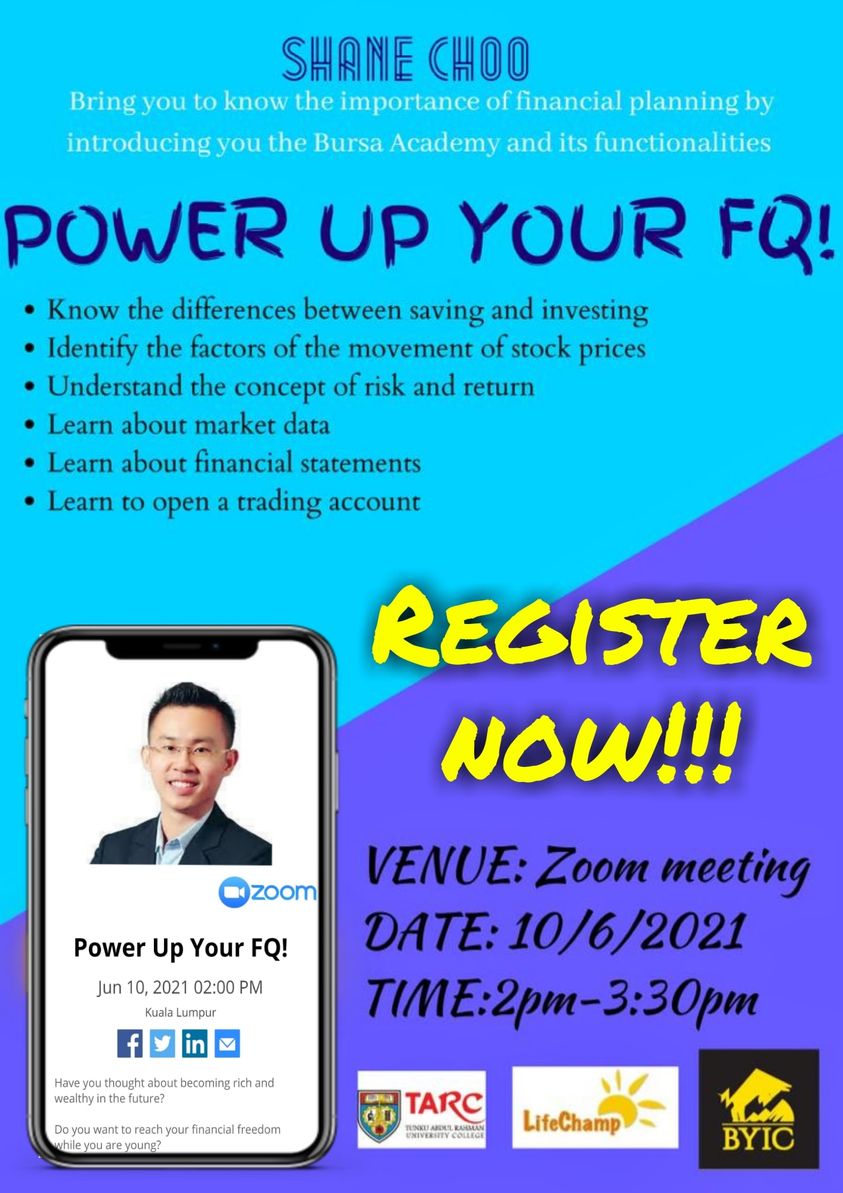 SHANE CHOO
Bring you to know the importance of financial planning by
introducing you the Bursa Academy and its functionalities
POWER UP YOUR FQ!
• Know the differences between saving and investing
• Identify the factors of the movement of stock prices
• Understand the concept of risk and return
• Learn about market data
• Learn about financial statements
• Learn to open a trading account
REGISTER
NOW!!!
zoom
Power Up Your FQ!
Jun 10, 2021 02:00 PM
Kuala Lumpur
Have you thought about becoming rich and
wealthy in the future?
Do you want to reach your financial freedom
while you are young?
VENUE: Zoom meeting
DATE: 10/6/2021
TIME:2pm-3:30pm
TARC
TUNKU ABDUL RAHMAN
UNIVERSITY COLLEGE
LifeChamp
BYIC